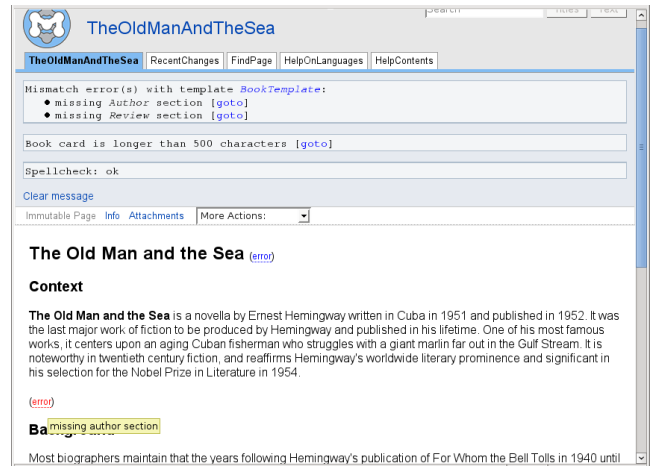 Search Titles Text
TheOldManAndTheSea
TheOldManAndTheSea RecentChanges FindPage HelpOnLanguages HelpContents
Mismatch error(s) with template BookTemplate:
● missing Author section [goto]
● missing Review section [goto]
Book card is longer than 500 characters [goto]
Spellcheck: ok
Clear message
Immutable Page Info Attachments More Actions:
The Old Man and the Sea (error)
Context
The Old Man and the Sea is a novella by Ernest Hemingway written in Cuba in 1951 and published in 1952. It was
the last major work of fiction to be produced by Hemingway and published in his lifetime. One of his most famous
works, it centers upon an aging Cuban fisherman who struggles with a giant marlin far out in the Gulf Stream. It is
noteworthy in twentieth century fiction, and reaffirms Hemingway's worldwide literary prominence and significant in
his selection for the Nobel Prize in Literature in 1954.
(error)
missing author section
Most biographers maintain that the years following Hemingway's publication of For Whom the Bell Tolls in 1940 until